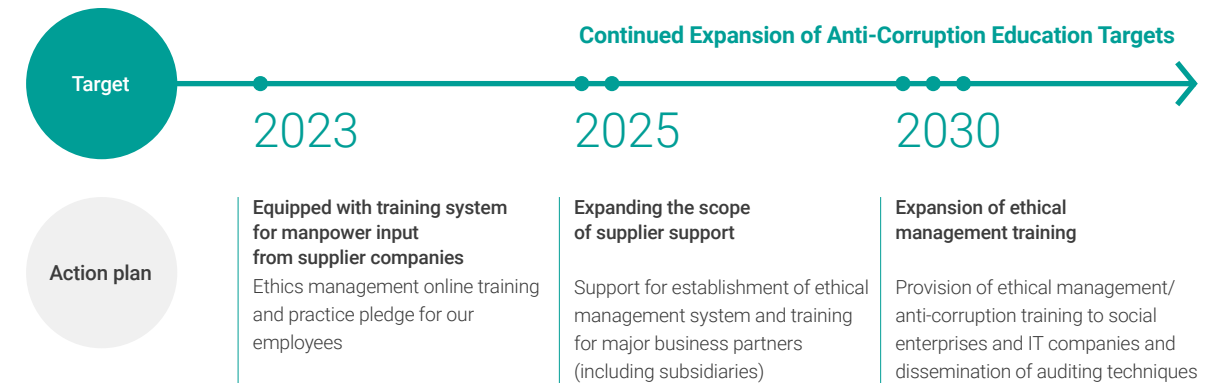 Continued Expansion of Anti-Corruption Education Targets
Target
2023
2025
2030
Action plan
Equipped with training system
for manpower input
from supplier companies
Ethics management online training
and practice pledge for our
employees
Expanding the scope
of supplier support
Support for establishment of ethical
management system and training
for major business partners
(including subsidiaries)
Expansion of ethical
management training
Provision of ethical management/
anti-corruption training to social
enterprises and IT companies and
dissemination of auditing techniques